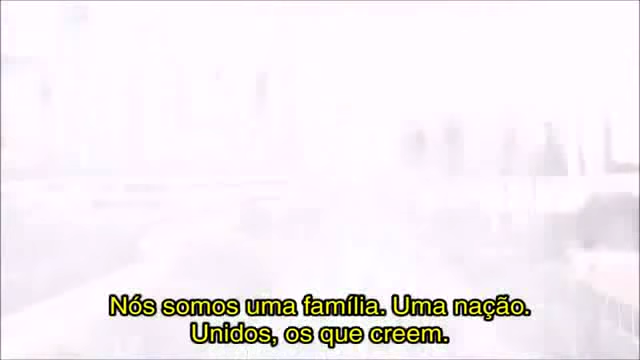 Nós somos uma família. Uma nação.
Unidos, os que creem.